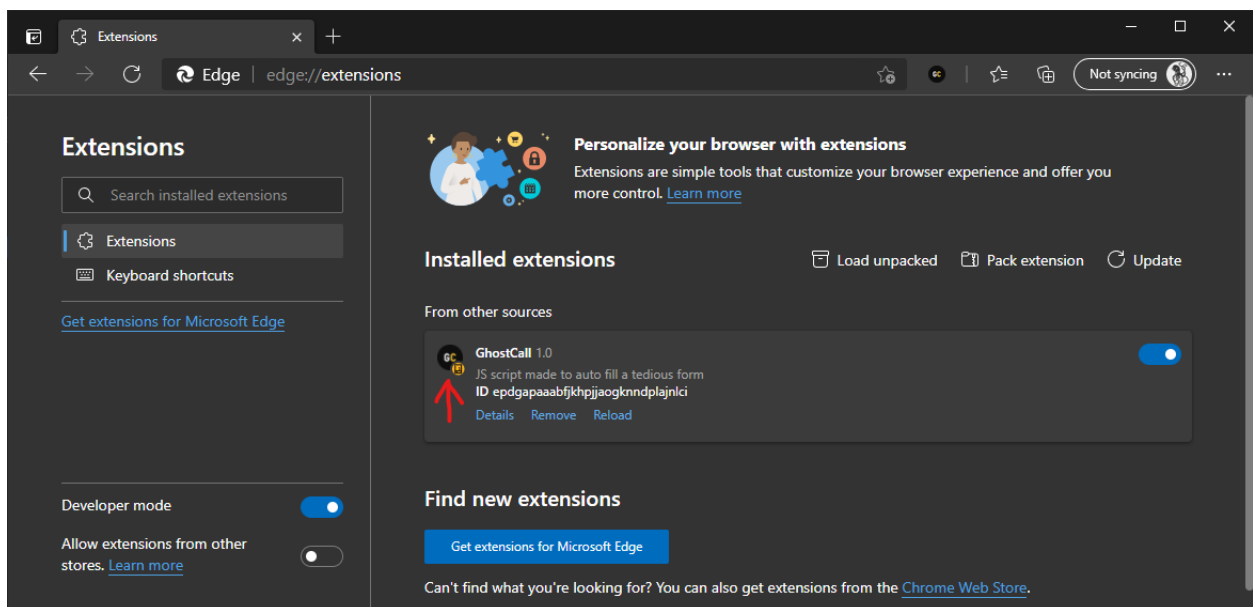 Extensions
Edge | edge://extensions
GC
Not syncing
Extensions
Search installed extensions
Extensions
Keyboard shortcuts
Get extensions for Microsoft Edge
Developer mode
Allow extensions from other
stores. Learn more
Personalize your browser with extensions
Extensions are simple tools that customize your browser experience and offer you
more control. Learn more
Installed extensions
Load unpacked
Pack extension
Update
From other sources
GC
GhostCall 1.0
JS script made to auto fill a tedious form
ID epdgapaaabfjkhpjjaogknndplajnlci
Details Remove Reload
Find new extensions
Get extensions for Microsoft Edge
Can't find what you're looking for? You can also get extensions from the Chrome Web Store.